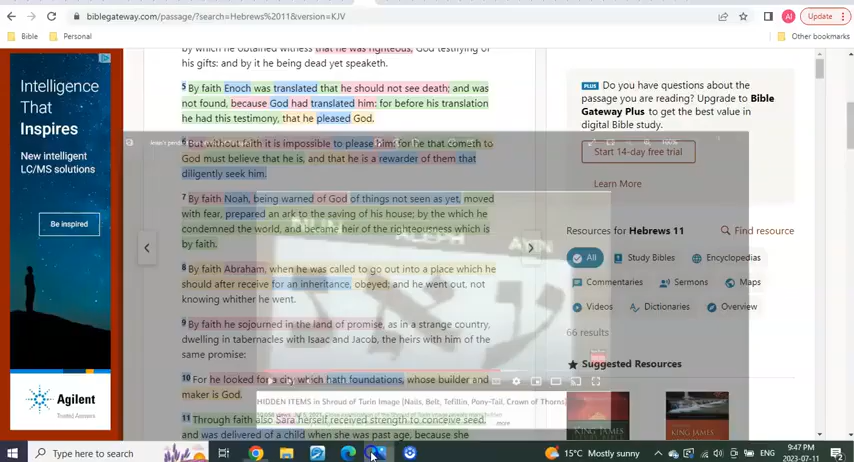 biblegateway.com/passage/?search=Hebrews%2011&version=KJV
Update
Bible
Personal
Other bookmarks
Intelligence
That
Inspires
New intelligent
LC/MS solutions
Be inspired
Agilent
Trusted Answers
by which he obtained witness that he was righteous, God testifying of
his gifts: and by it he being dead yet speaketh.
5 By faith Enoch was translated that he should not see death; and was
not found, because God had translated him: for before his translation
he had this testimony, that he pleased God.
6 But without faith it is impossible to please him: for he that cometh to
God must believe that he is, and that he is a rewarder of them that
diligently seek him.
7 By faith Noah, being warned of God of things not seen as yet, moved
with fear, prepared an ark to the saving of his house; by the which he
condemned the world, and became heir of the righteousness which is
by faith.
8 By faith Abraham, when he was called to go out into a place which he
should after receive for an inheritance, obeyed; and he went out, not
knowing whither he went.
9 By faith he sojourned in the land of promise, as in a strange country,
dwelling in tabernacles with Isaac and Jacob, the heirs with him of the
same promise:
10 For he looked for a city which hath foundations, whose builder and
maker is God.
11 Through faith also Sara herself received strength to conceive seed,
and was delivered of a child when she was past age, because she
ALEPH
AYIN
HIDDEN ITEMS in Shroud of Turin Image (Nails, Belt, Tefillin, Pony-Tail, Crown of Thorns)
more
100%
PLUS Do you have questions about the
passage you are reading? Upgrade to Bible
Gateway Plus to get the best value in
digital Bible study.
Start 14-day free trial
Learn More
Resources for Hebrews 11
Find resource
All
Study Bibles
Encyclopedias
Commentaries
Sermons
Maps
Videos
Dictionaries
Overview
66 results
Suggested Resources
KING JAMES
KING JAMES
Type here to search
15°C Mostly sunny
ENG
9:47 PM
2023-07-11
2